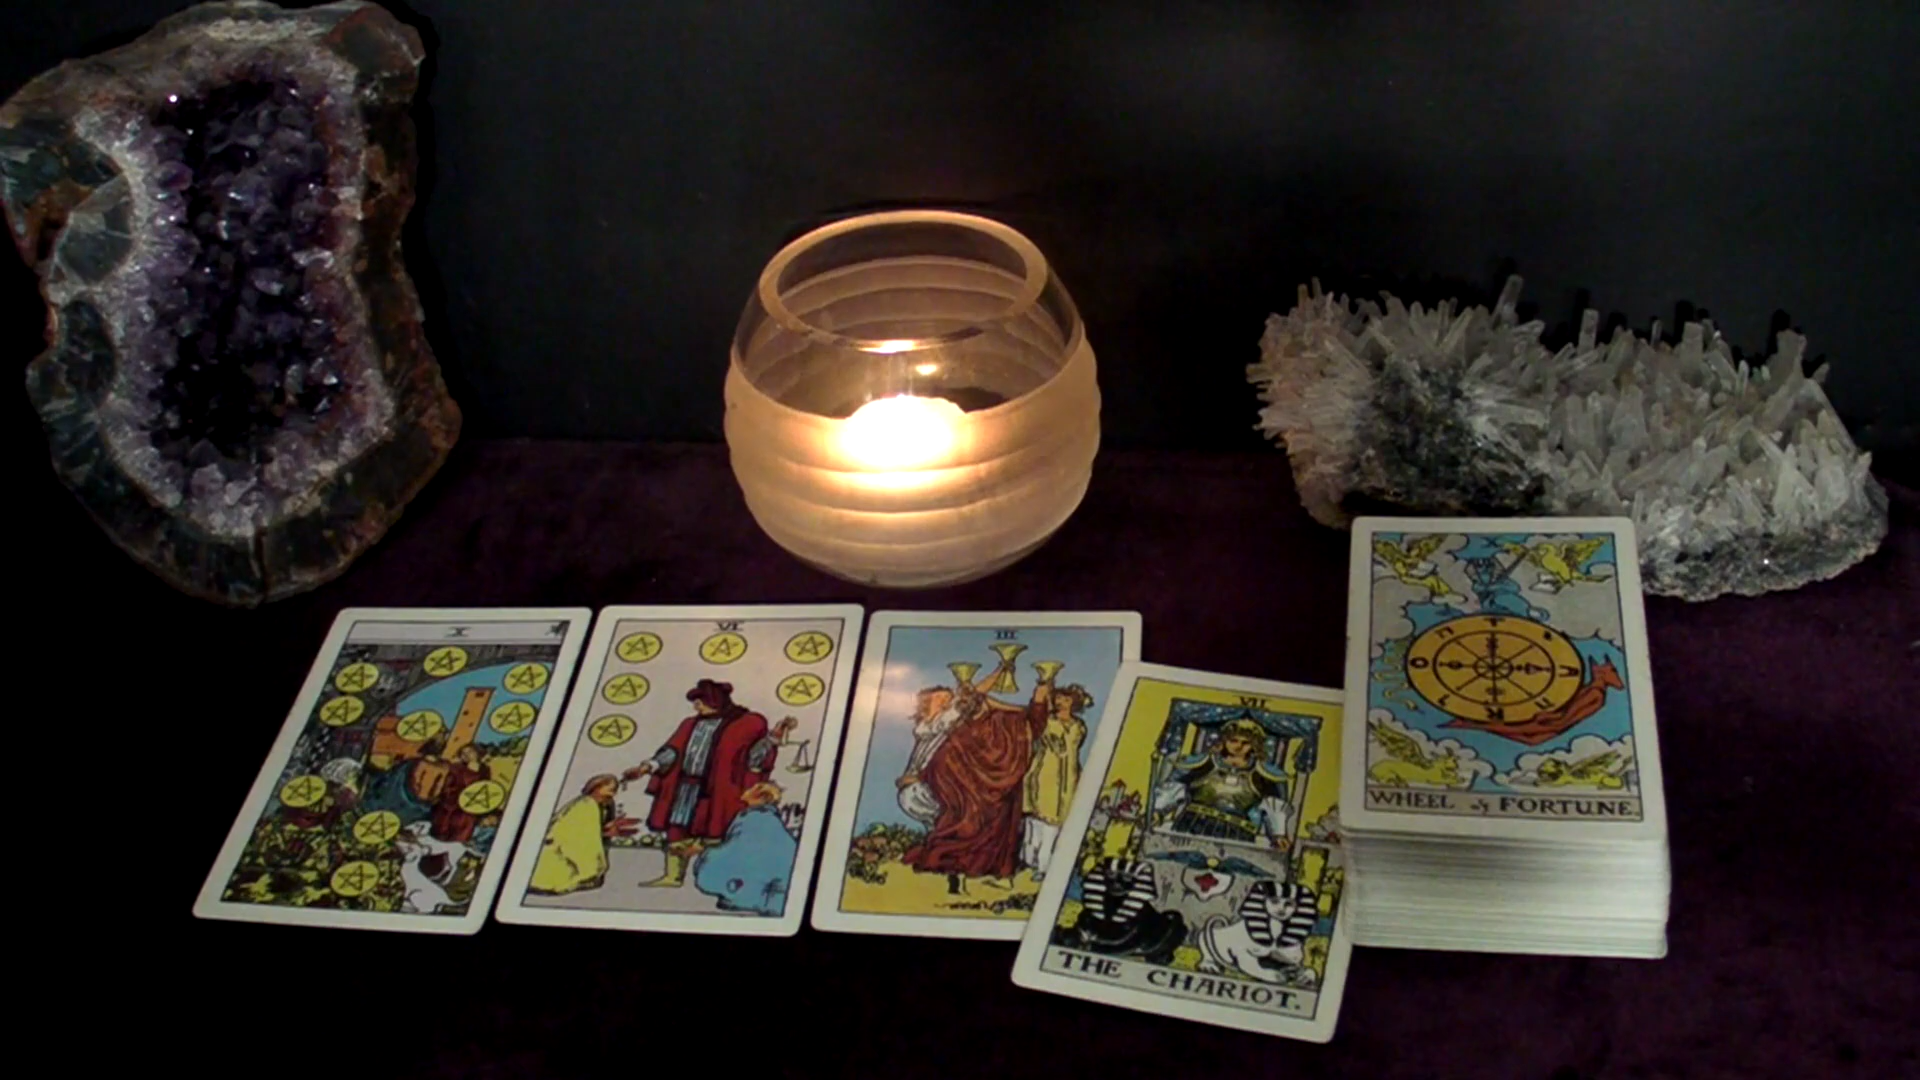 X
VI
III
VII
THE CHARIOT.
WHEEL of FORTUNE.